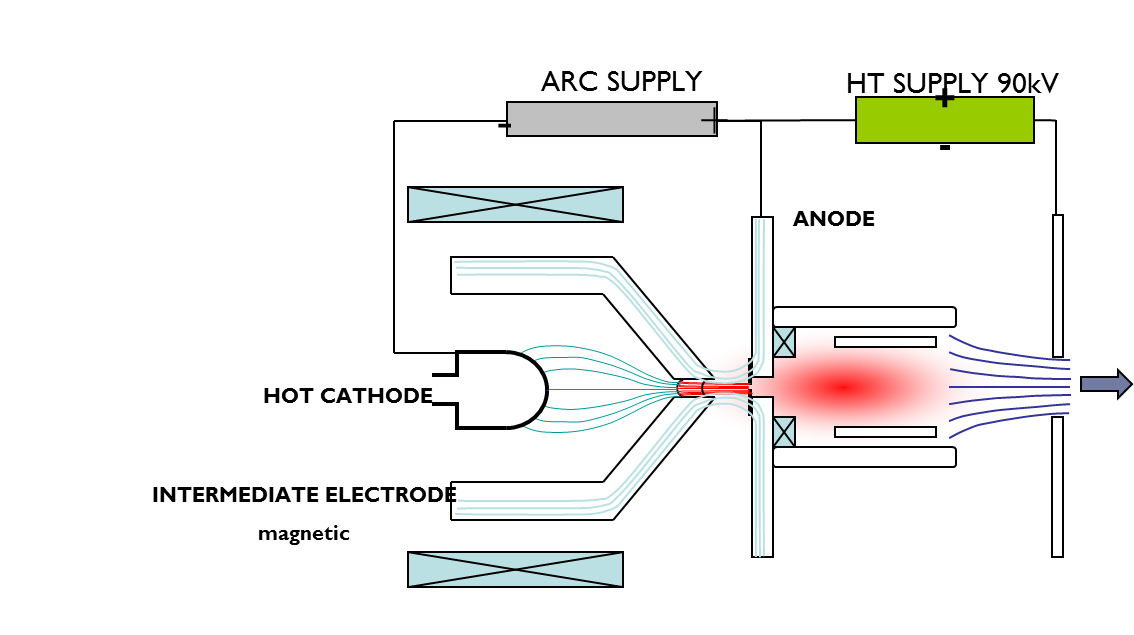 ARC SUPPLY
HT SUPPLY 90kV
+
-
-
ANODE
HOT CATHODE
INTERMEDIATE ELECTRODE
magnetic